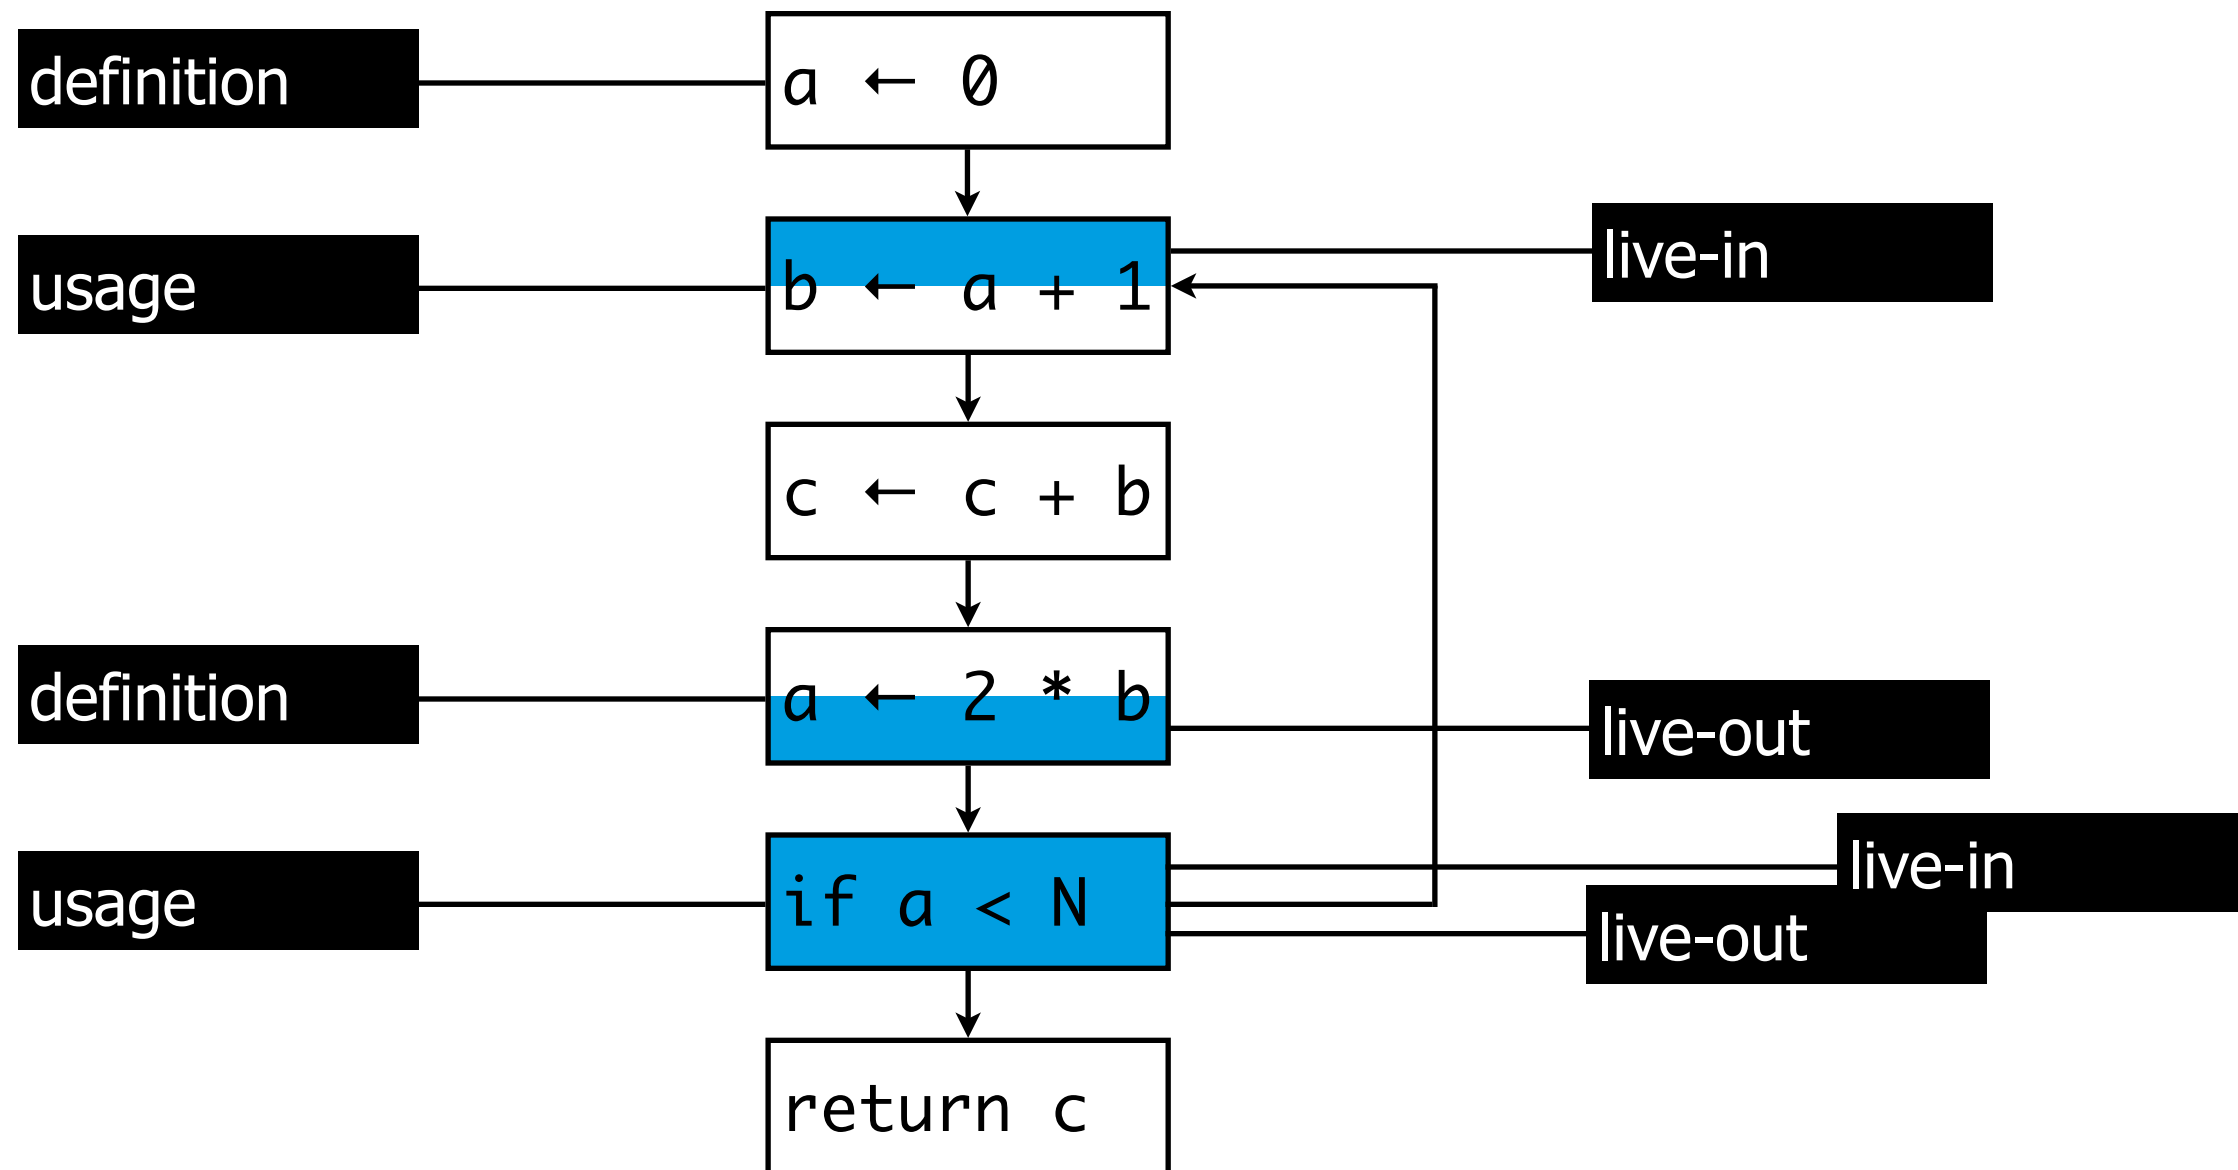 definition
a ← 0
usage
b ← a + 1
live-in
c ← c + b
definition
a ← 2 * b
live-out
usage
if a < N
live-in
live-out
return c